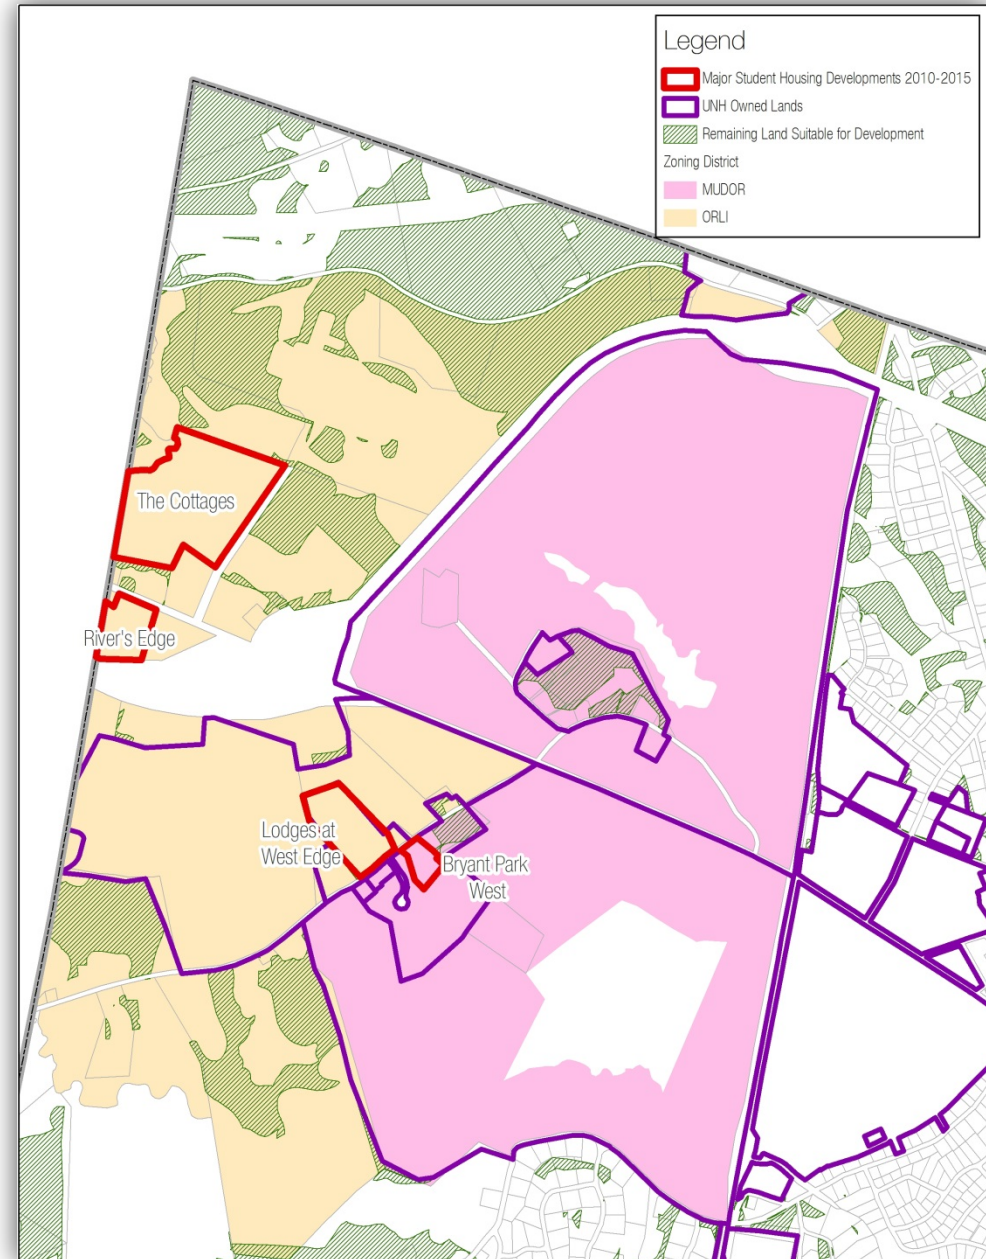 Legend
Major Student Housing Developments 2010-2015
UNH Owned Lands
Remaining Land Suitable for Development
Zoning District
MUDOR
ORLI
The Cottages
River's Edge
Lodges at
West Edge
Bryant Park
West